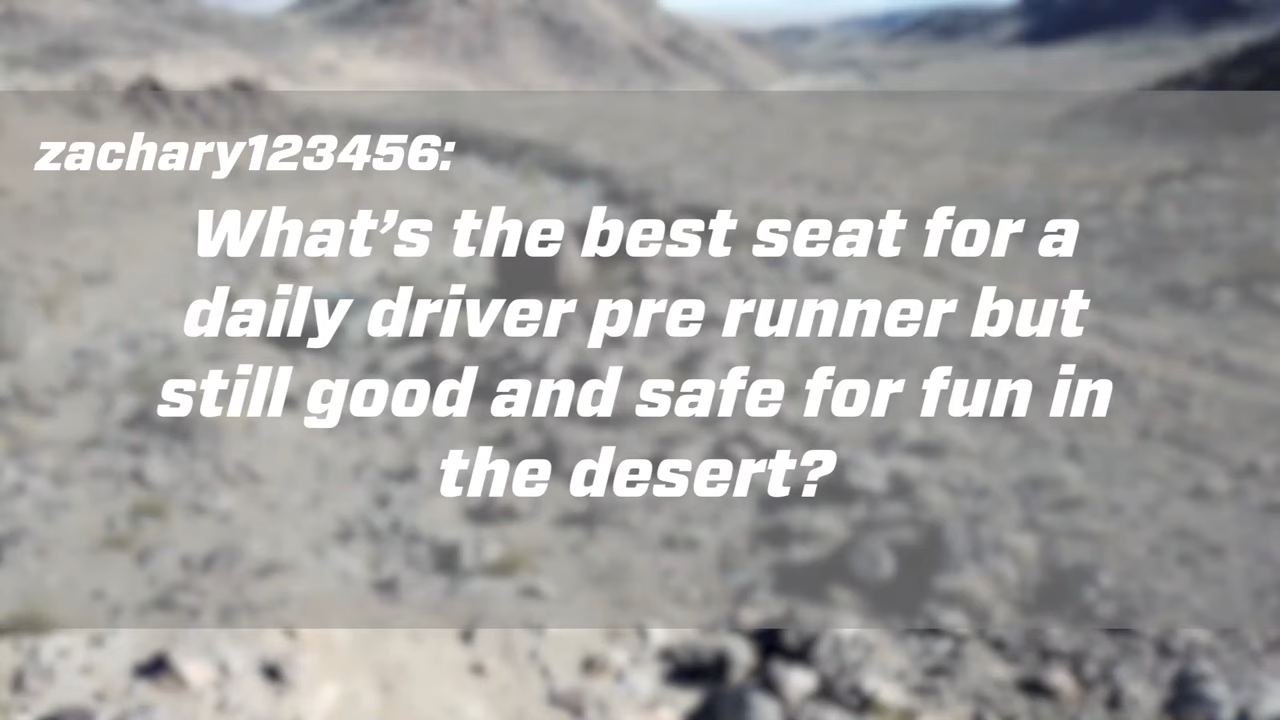 zachary123456:
What’s the best seat for a
daily driver pre runner but
still good and safe for fun in
the desert?